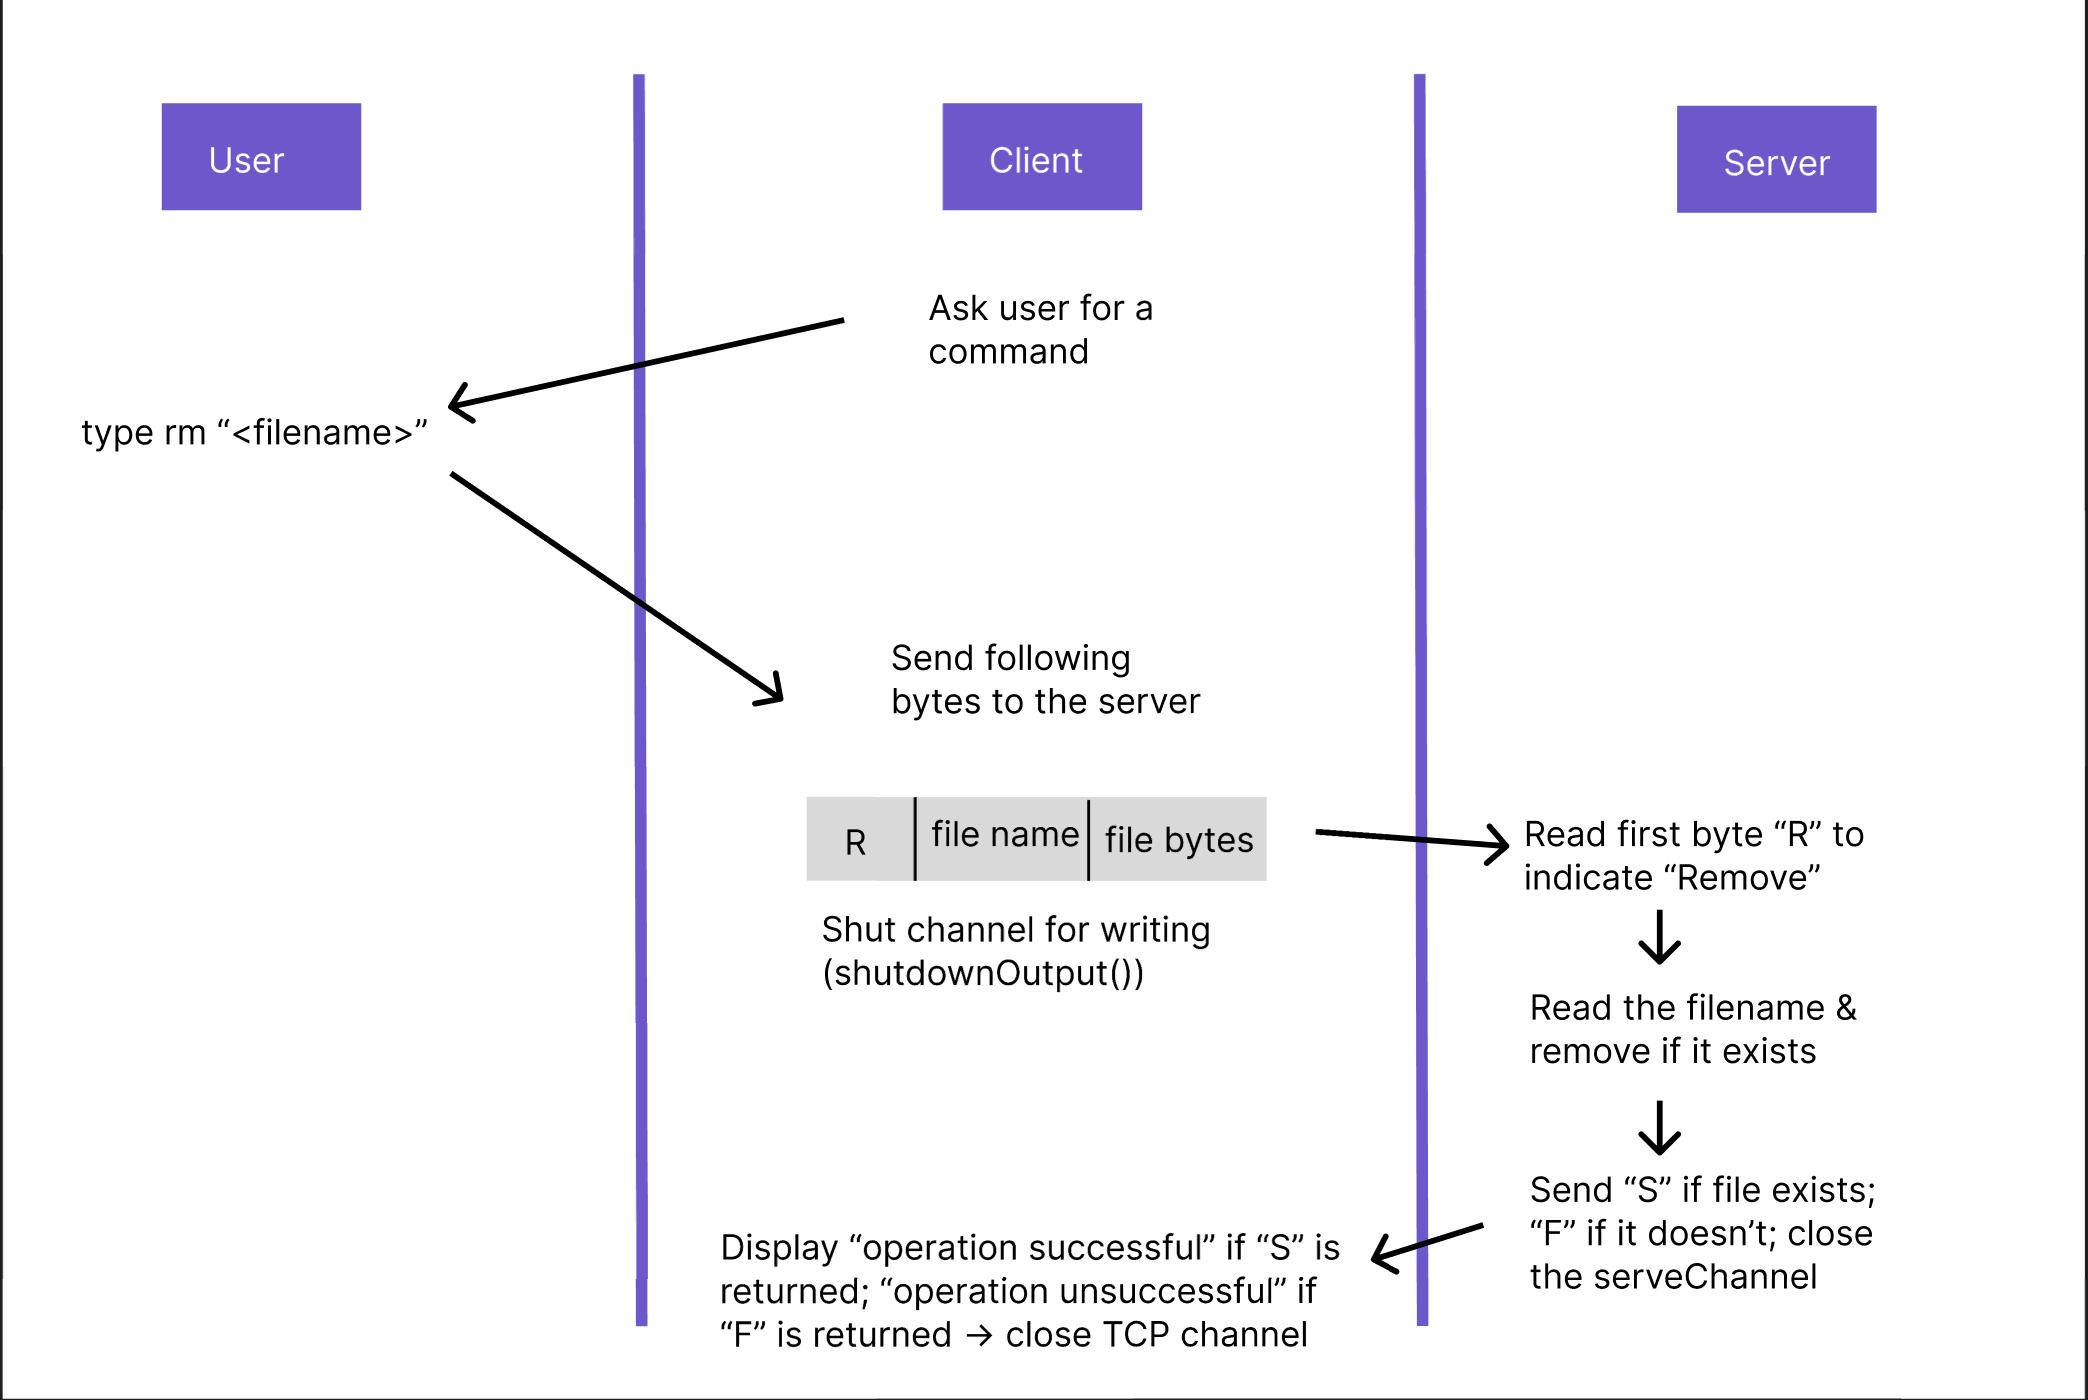 User
Client
Server
Ask user for a
command
type rm “<filename>”
Send following
bytes to the server
R
file name
file bytes
Shut channel for writing
(shutdownOutput())
Read first byte “R” to
indicate “Remove”
Read the filename &
remove if it exists
Send “S” if file exists;
“F” if it doesn’t; close
the serveChannel
Display “operation successful” if “S” is
returned; “operation unsuccessful” if
“F” is returned → close TCP channel